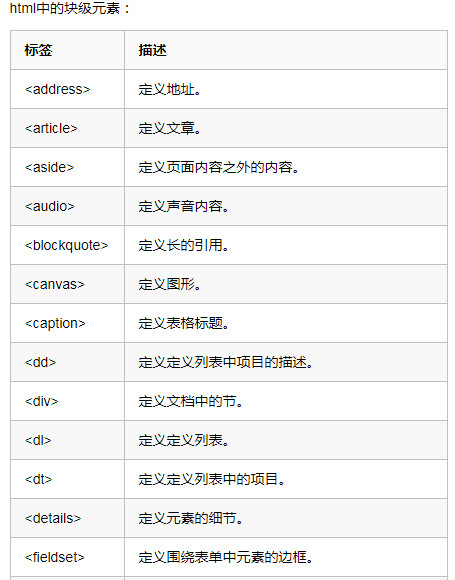 html中的块级元素：
标签 描述
<address> 定义地址。
<article> 定义文章。
<aside> 定义页面内容之外的内容。
<audio> 定义声音内容。
<blockquote> 定义长的引用。
<canvas> 定义图形。
<caption> 定义表格标题。
<dd> 定义定义列表中项目的描述。
<div> 定义文档中的节。
<dl> 定义定义列表。
<dt> 定义定义列表中的项目。
<details> 定义元素的细节。
<fieldset> 定义围绕表单中元素的边框。